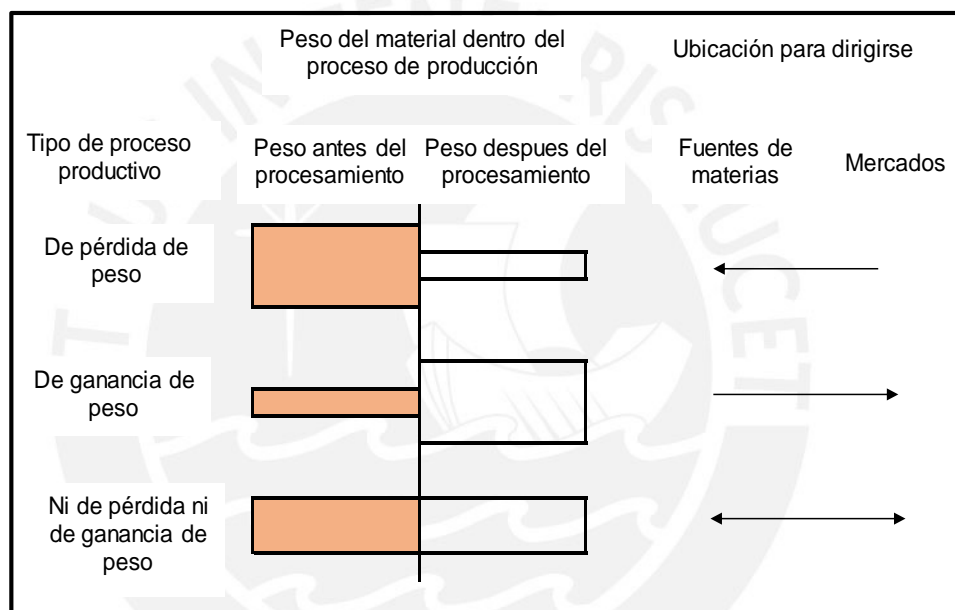 Peso del material dentro del
proceso de producción
Ubicación para dirigirse
Tipo de proceso
productivo
Peso antes del
procesamiento
Peso despues del
procesamiento
Fuentes de
materias
Mercados
De pérdida de
peso
De ganancia de
peso
Ni de pérdida ni
de ganancia de
peso